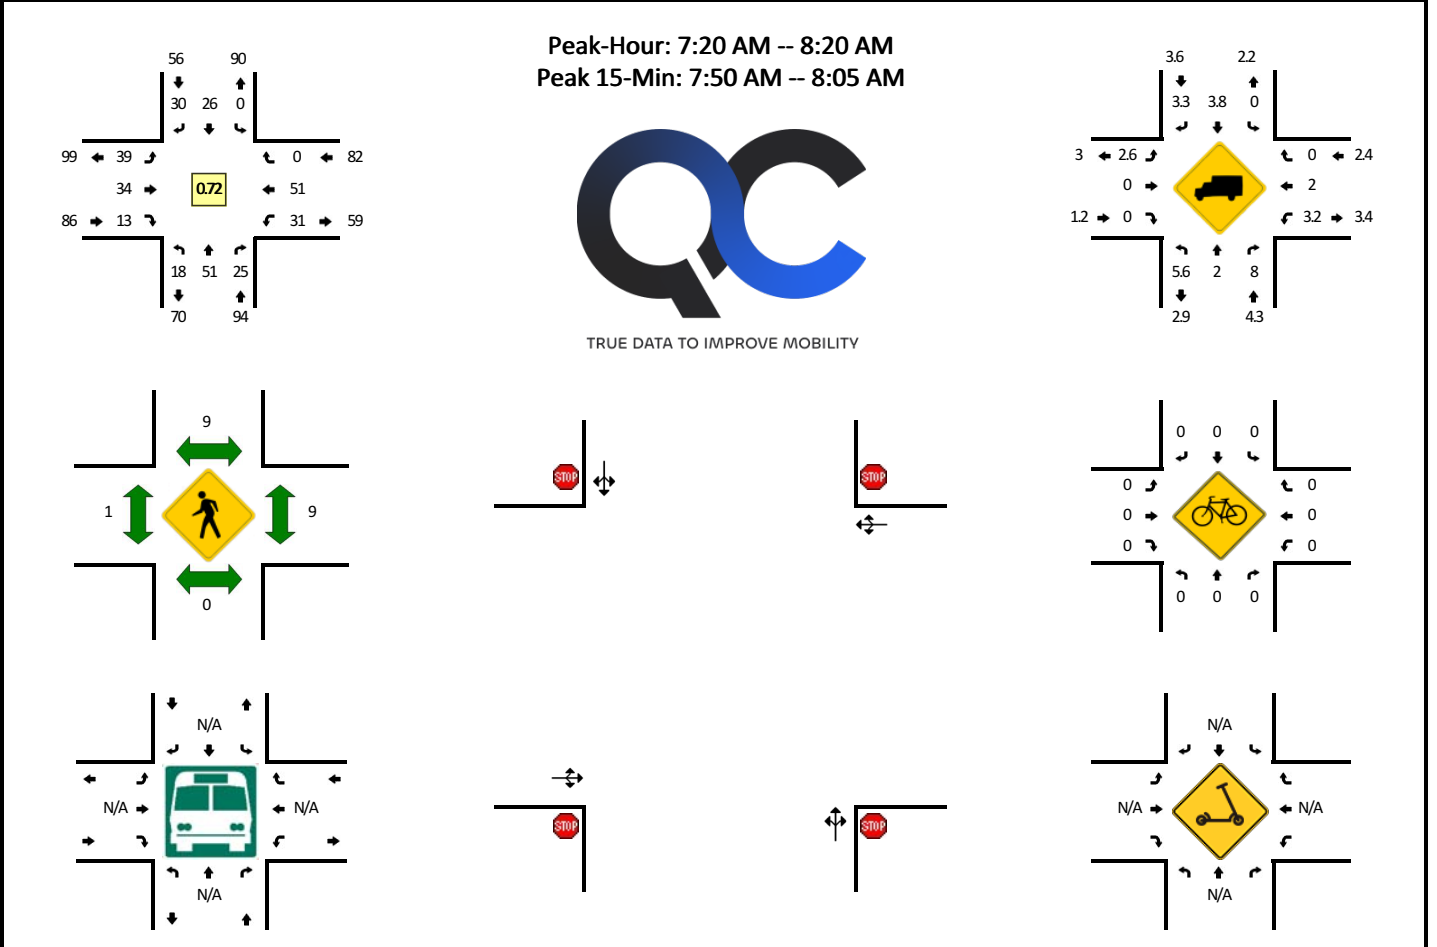 Peak-Hour: 7:20 AM -- 8:20 AM
Peak 15-Min: 7:50 AM -- 8:05 AM
56 90
30 26 0
99 39 0 82
34 0.72 51
86 13 31 59
18 51 25
70 94
TRUE DATA TO IMPROVE MOBILITY
3.6 2.2
3.3 3.8 0
3 2.6 0 2.4
0 2
1.2 0 3.2 3.4
5.6 2 8
2.9 4.3
9
1 9
0
STOP STOP
STOP STOP
0 0 0
0 0
0 0
0 0
0 0 0
N/A
N/A N/A
N/A
N/A
N/A N/A
N/A